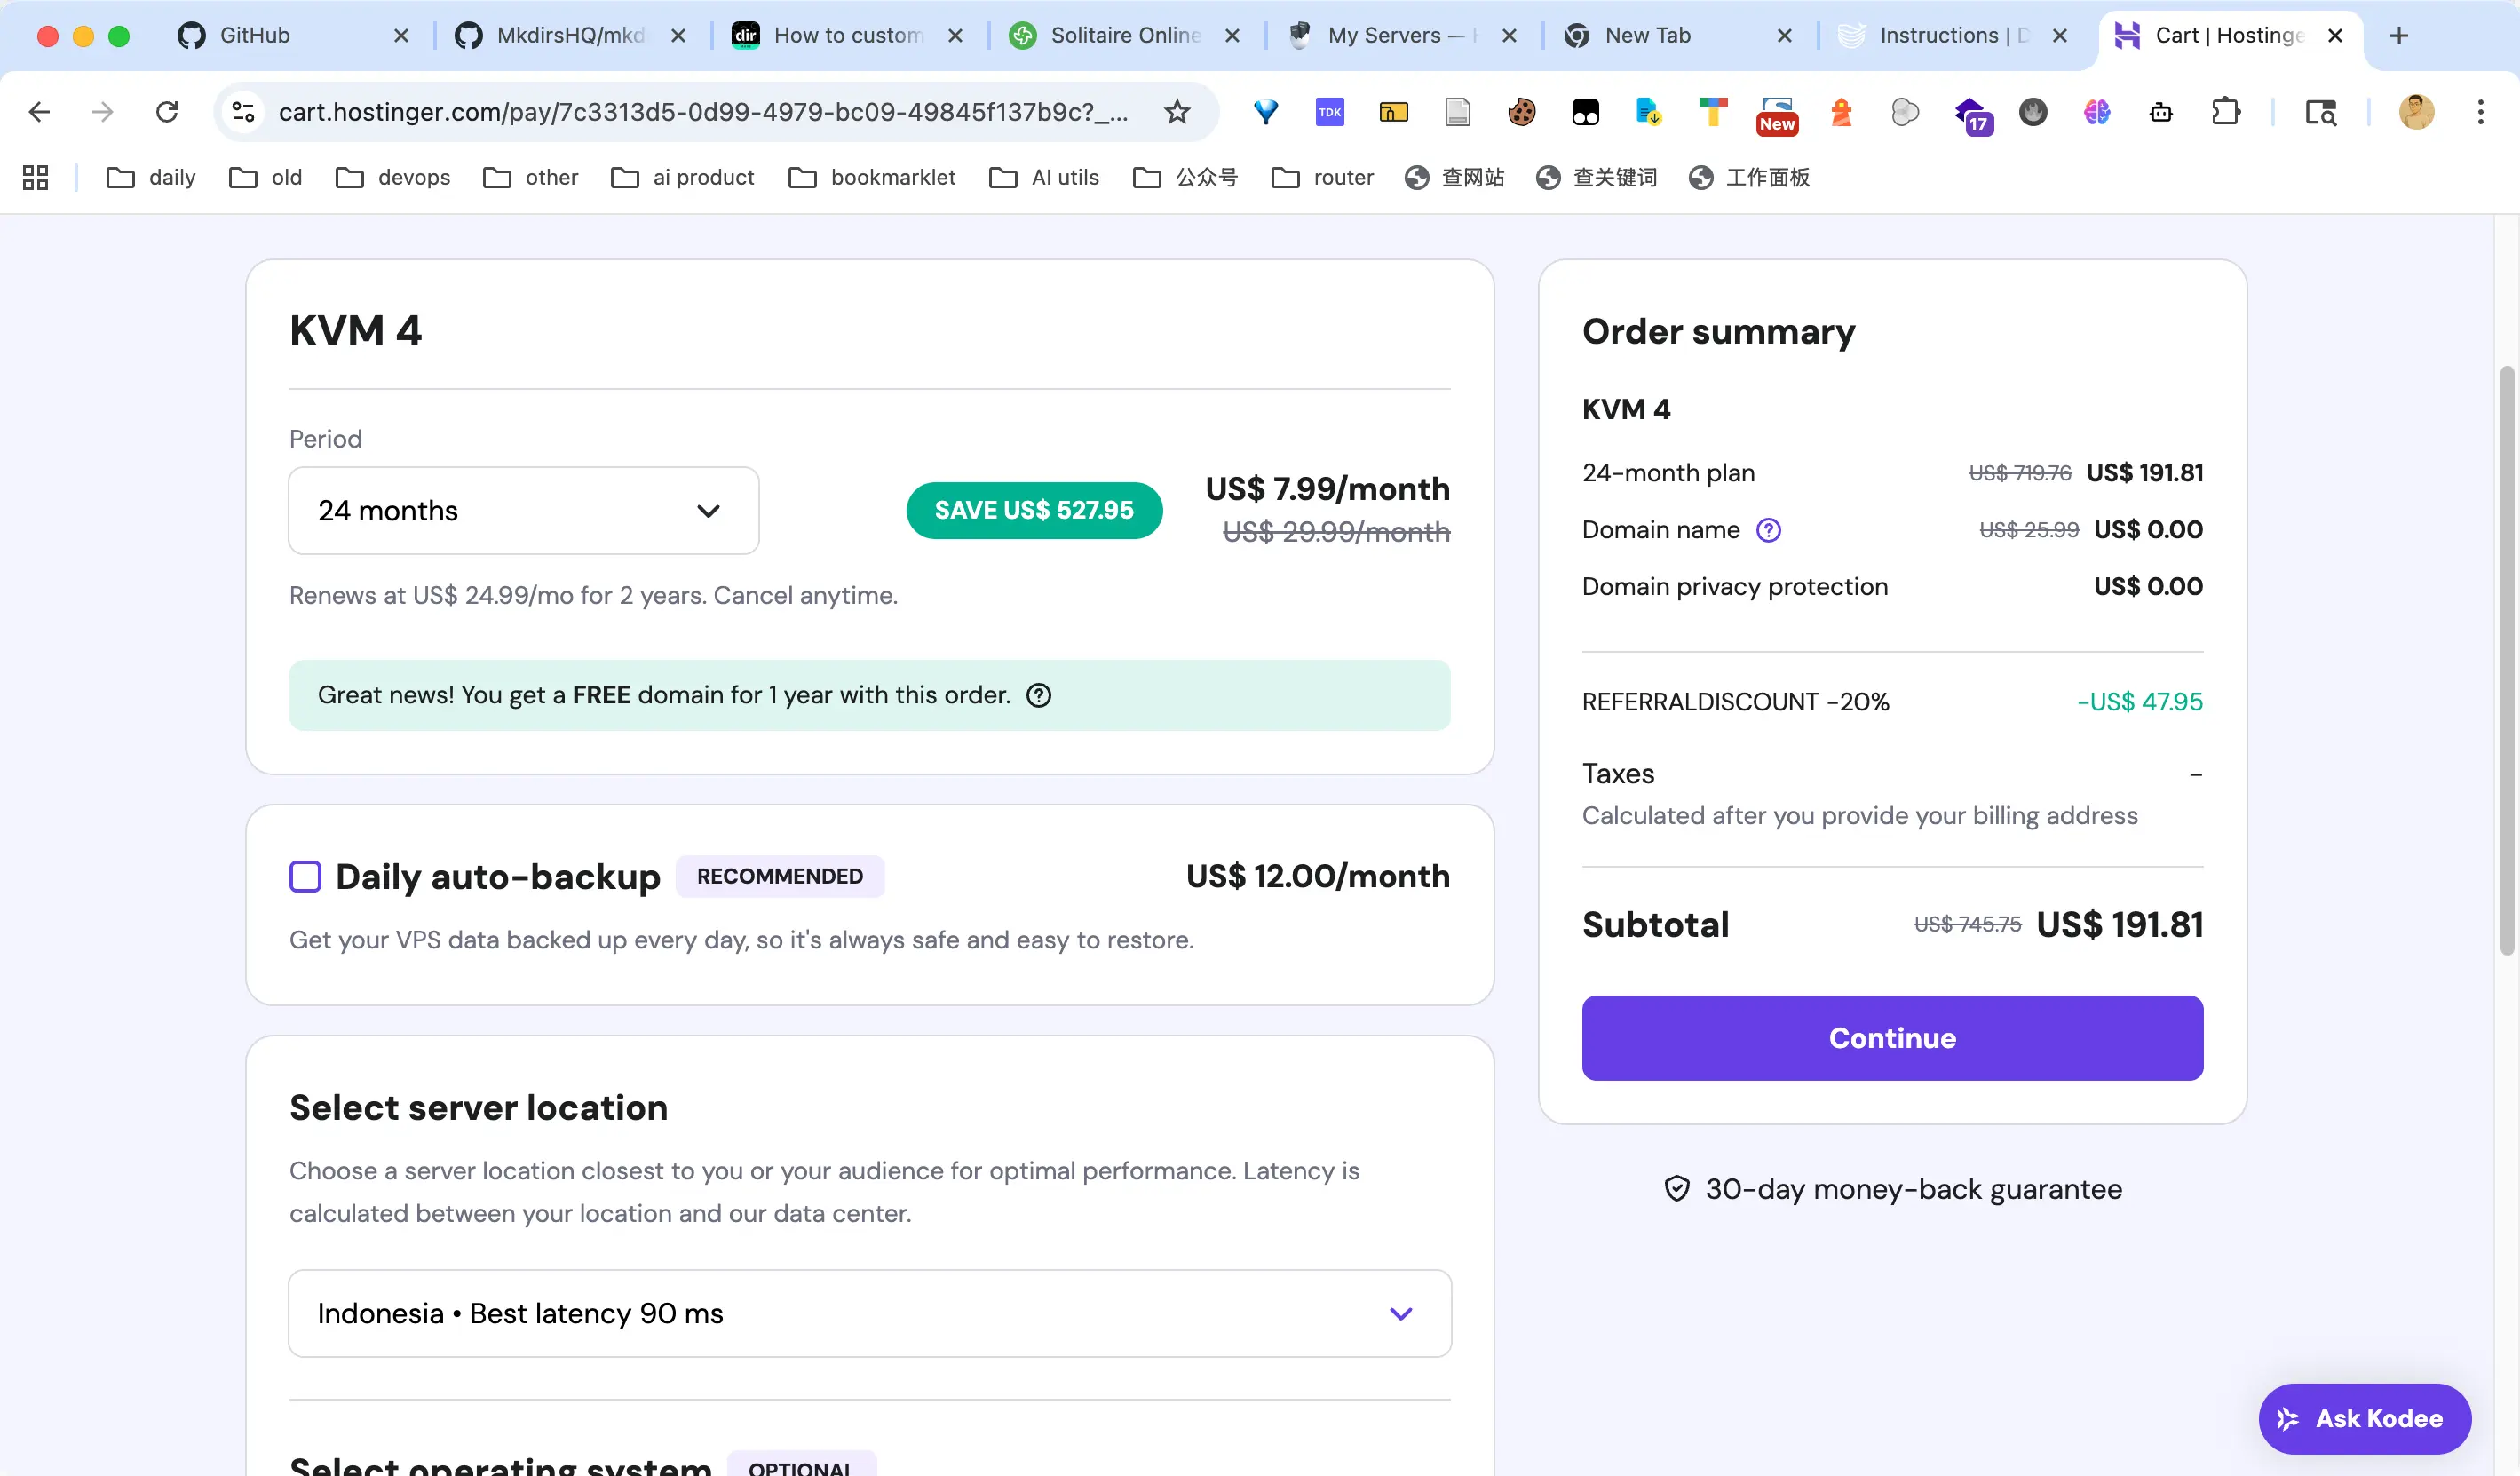 GitHub
MkdirsHQ/mkd
How to custom
Solitaire Online
My Servers —
New Tab
Instructions |
Cart | Hostinge
cart.hostinger.com/pay/7c3313d5-0d99-4979-bc09-49845f137b9c?_...
TDK
New
17
daily
old
devops
other
ai product
bookmarklet
AI utils
公众号
router
查网站
查关键词
工作面板
KVM 4
Period
24 months
SAVE US$ 527.95
US$ 7.99/month
US$ 29.99/month
Renews at US$ 24.99/mo for 2 years. Cancel anytime.
Great news! You get a FREE domain for 1 year with this order.
Daily auto-backup RECOMMENDED US$ 12.00/month
Get your VPS data backed up every day, so it's always safe and easy to restore.
Select server location
Choose a server location closest to you or your audience for optimal performance. Latency is
calculated between your location and our data center.
Indonesia • Best latency 90 ms
Select operating system OPTIONAL
Order summary
KVM 4
24-month plan US$ 719.76 US$ 191.81
Domain name US$ 25.99 US$ 0.00
Domain privacy protection US$ 0.00
REFERRALDISCOUNT -20% -US$ 47.95
Taxes -
Calculated after you provide your billing address
Subtotal US$ 745.75 US$ 191.81
Continue
30-day money-back guarantee
Ask Kodee